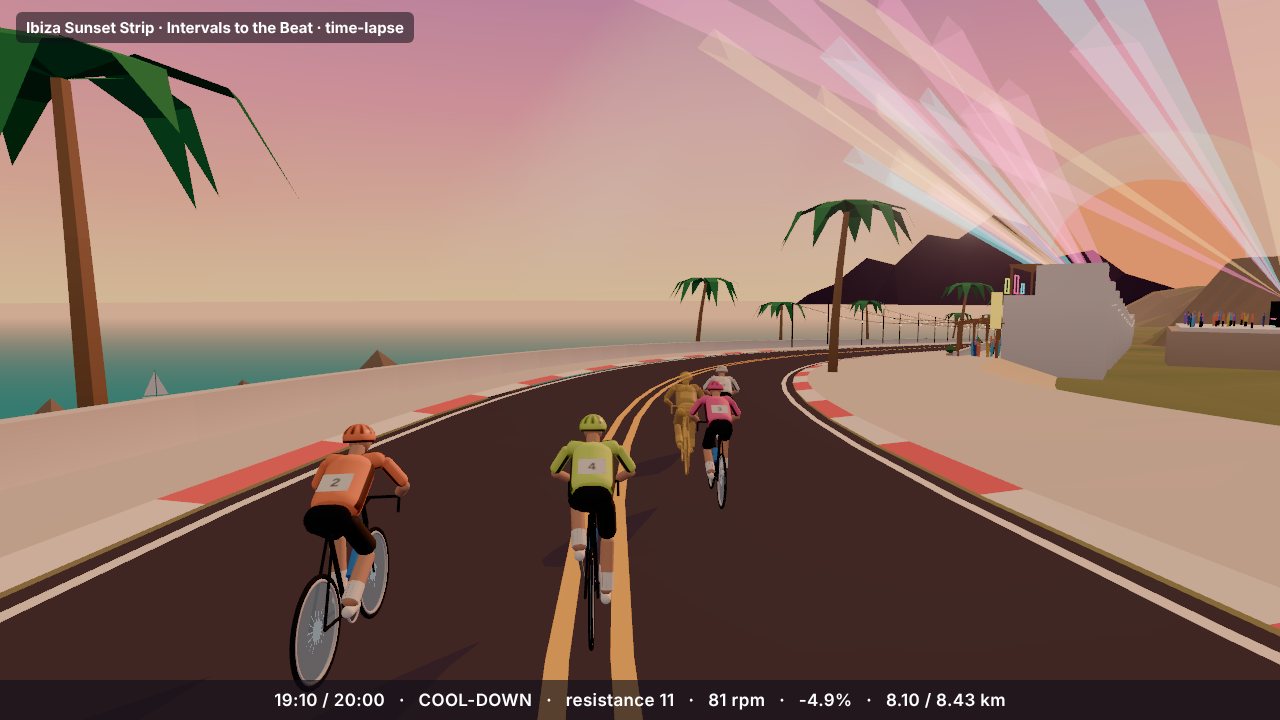 Ibiza Sunset Strip · Intervals to the Beat · time-lapse
2
4
19:10 / 20:00 · COOL-DOWN · resistance 11 · 81 rpm · -4.9% · 8.10 / 8.43 km